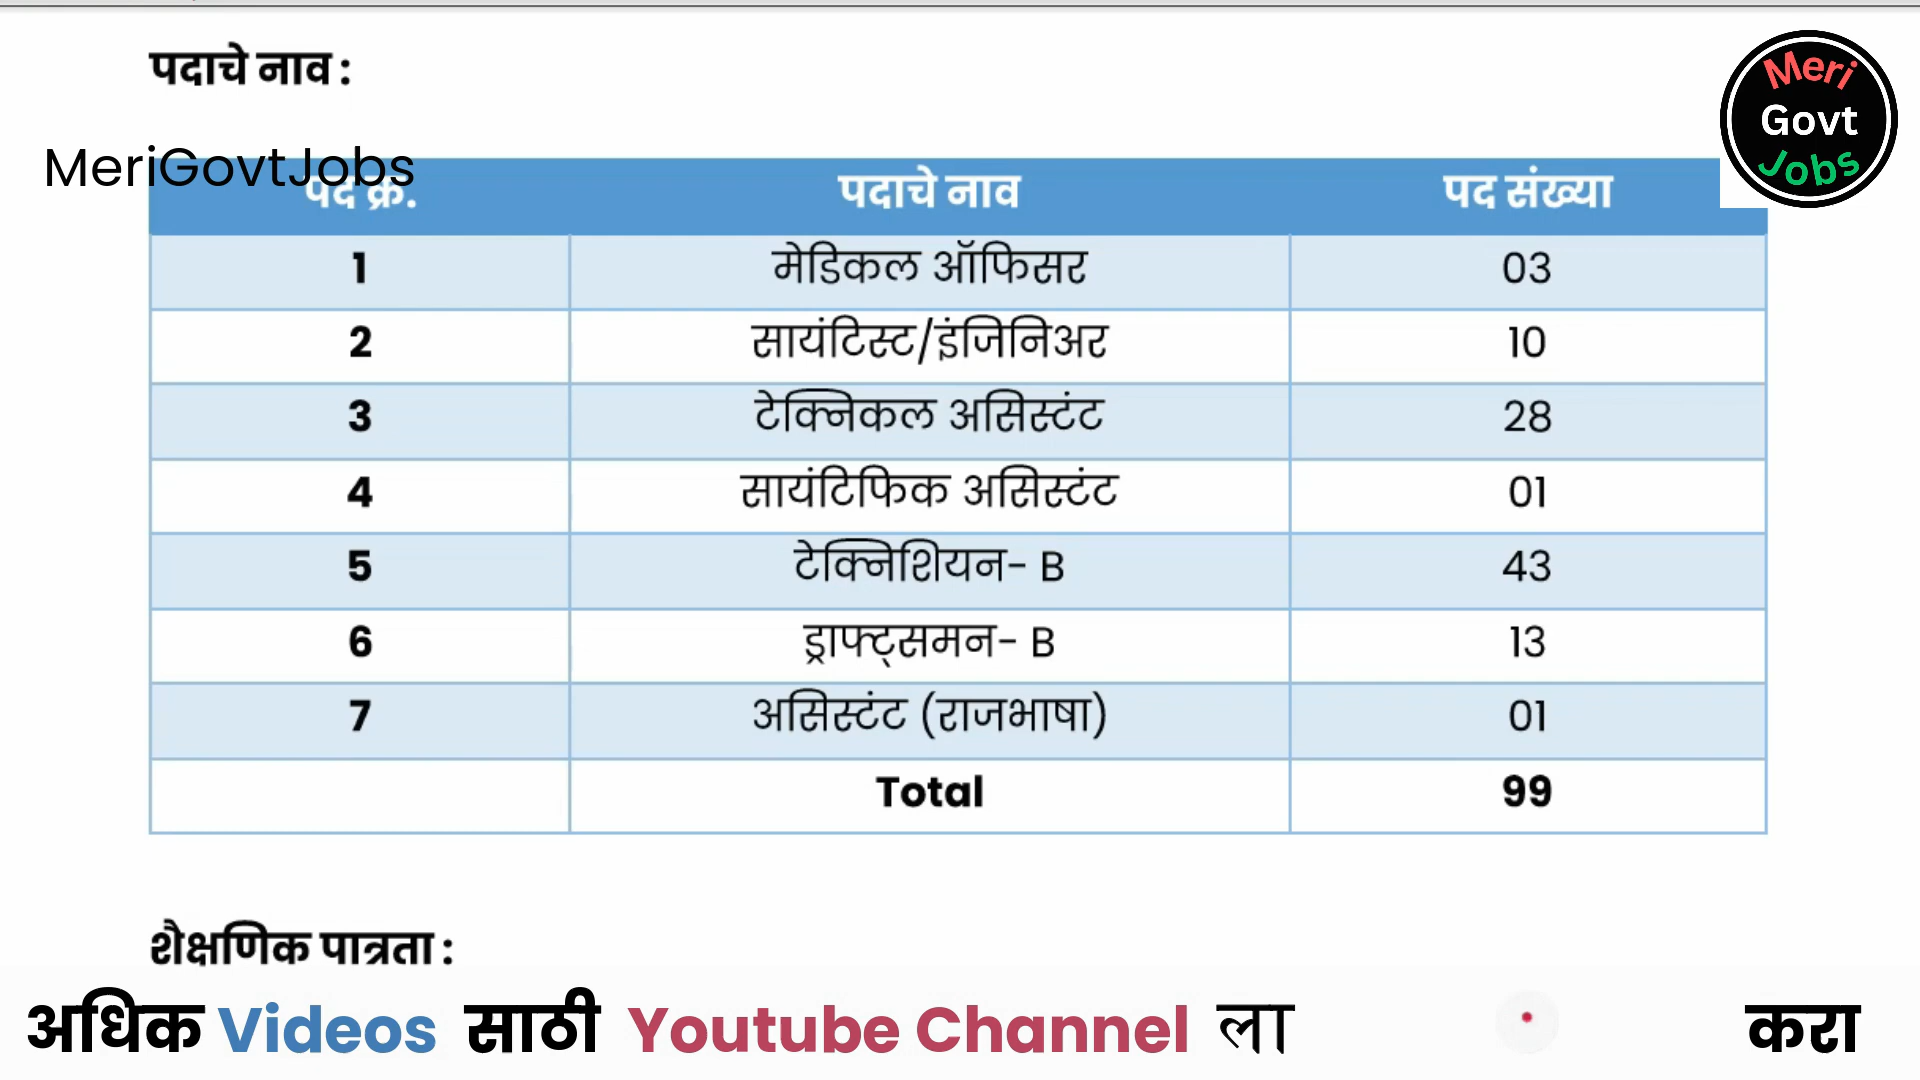 पदाचे नाव :
Meri
Govt
Jobs
MeriGovtJobs
पद क्र. पदाचे नाव पद संख्या
1 मेडिकल ऑफिसर 03
2 सायंटिस्ट/इंजिनिअर 10
3 टेक्निकल असिस्टंट 28
4 सायंटिफिक असिस्टंट 01
5 टेक्निशियन- B 43
6 ड्राफ्ट्समन- B 13
7 असिस्टंट (राजभाषा) 01
Total 99
शैक्षणिक पात्रता :
अधिक Videos साठी Youtube Channel ला करा